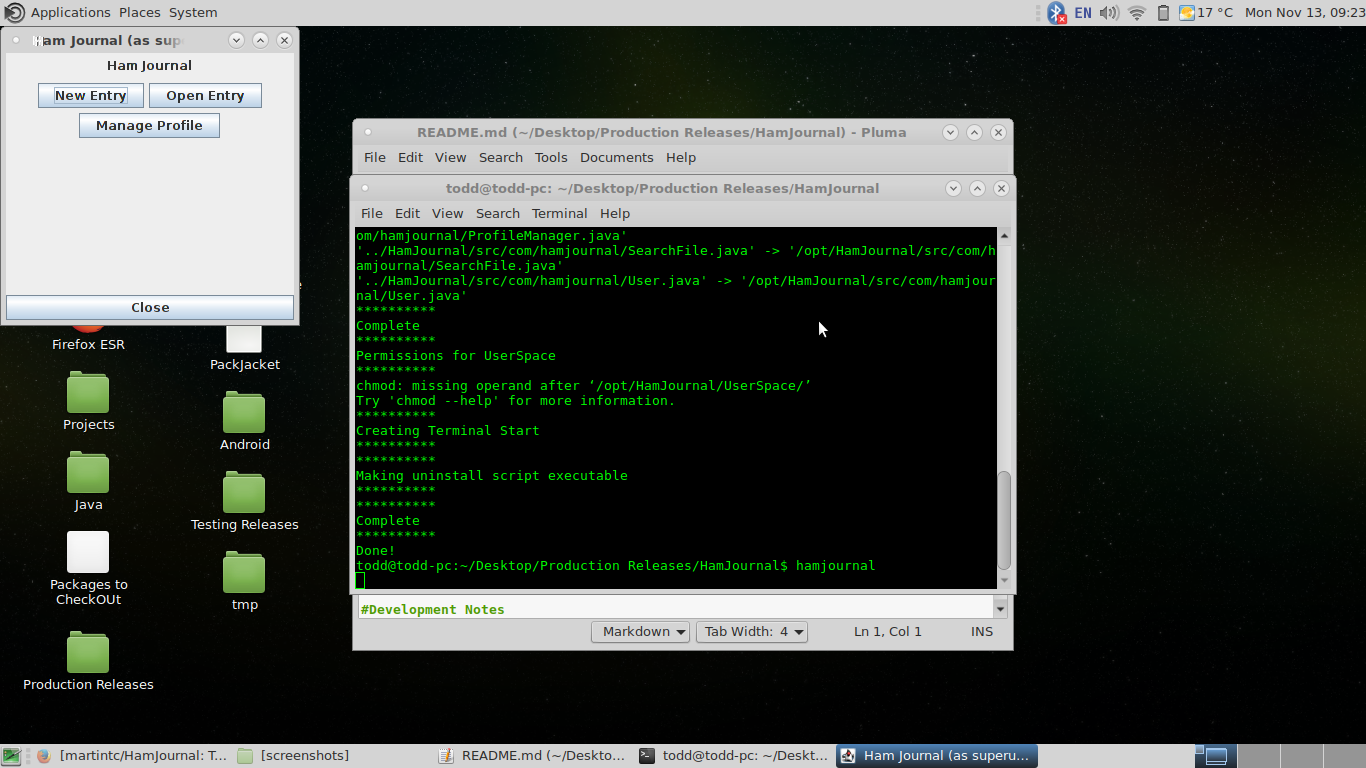 Applications Places System
EN 17 °C Mon Nov 13, 09:23
Ham Journal (as sup
Ham Journal
New Entry Open Entry
Manage Profile
Close
Firefox ESR
PackJacket
Projects
Android
Java
Testing Releases
Packages to
CheckOUt
tmp
Production Releases
README.md (~/Desktop/Production Releases/HamJournal) - Pluma
File Edit View Search Tools Documents Help
todd@todd-pc: ~/Desktop/Production Releases/HamJournal
File Edit View Search Terminal Help
om/hamjournal/ProfileManager.java'
'../HamJournal/src/com/hamjournal/SearchFile.java' -> '/opt/HamJournal/src/com/h
amjournal/SearchFile.java'
'../HamJournal/src/com/hamjournal/User.java' -> '/opt/HamJournal/src/com/hamjour
nal/User.java'
**********
Complete
**********
Permissions for UserSpace
**********
chmod: missing operand after ‘/opt/HamJournal/UserSpace/’
Try 'chmod --help' for more information.
**********
Creating Terminal Start
**********
**********
Making uninstall script executable
**********
**********
Complete
**********
Done!
todd@todd-pc:~/Desktop/Production Releases/HamJournal$ hamjournal
#Development Notes
Markdown Tab Width: 4 Ln 1, Col 1 INS
[martintc/HamJournal: T... [screenshots] README.md (~/Deskto... todd@todd-pc: ~/Deskt... Ham Journal (as superu...